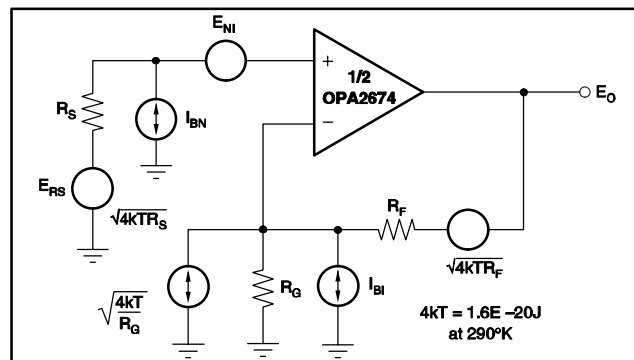 E_NI
1/2
OPA2674
+
−
E_O
R_S
I_BN
E_RS
√4kTR_S
R_F
√4kTR_F
√4kT/R_G
R_G
I_BI
4kT = 1.6E −20J
at 290°K